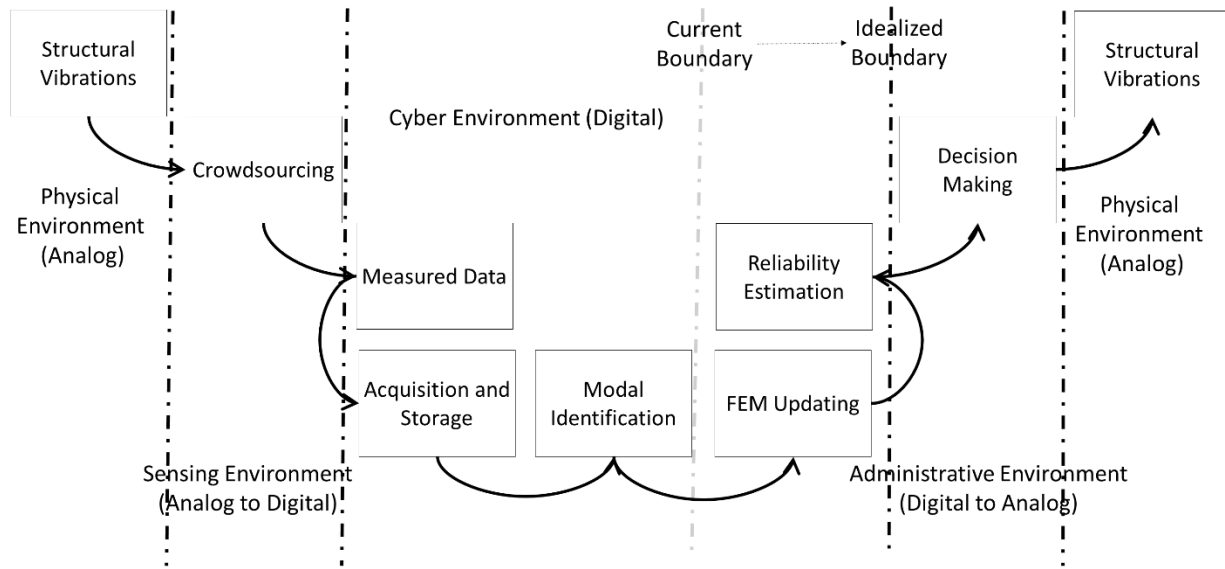 Structural
Vibrations
Current
Boundary
Idealized
Boundary
Structural
Vibrations
Cyber Environment (Digital)
Crowdsourcing
Decision
Making
Physical
Environment
(Analog)
Physical
Environment
(Analog)
Measured Data
Reliability
Estimation
Acquisition and
Storage
Modal
Identification
FEM Updating
Sensing Environment
(Analog to Digital)
Administrative Environment
(Digital to Analog)